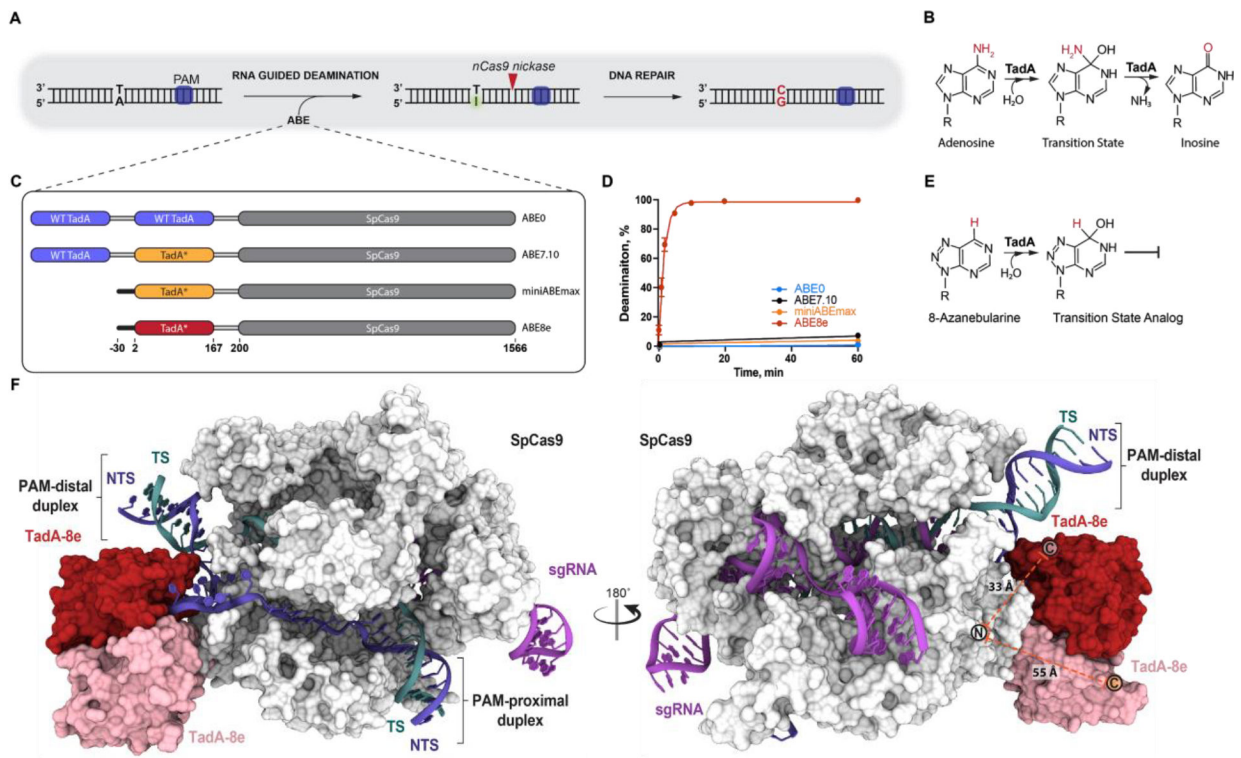 A
3'
5'
T
A
PAM
RNA GUIDED DEAMINATION
ABE
nCas9 nickase
3'
5'
T
I
DNA REPAIR
3'
5'
C
G
B
NH₂
N
N
N
N
R
Adenosine
TadA
H₂O
H₂N
OH
NH
N
N
N
R
Transition State
TadA
NH₃
O
NH
N
N
N
R
Inosine
C
WT TadA
WT TadA
SpCas9
ABE0
WT TadA
TadA*
SpCas9
ABE7.10
TadA*
SpCas9
miniABEmax
TadA*
SpCas9
ABE8e
-30 2 167 200 1566
D
Deaminaiton, %
100
80
60
40
20
0
ABE0
ABE7.10
miniABEmax
ABE8e
0 20 40 60
Time, min
E
H
N
N
N
N
N
R
8-Azanebularine
TadA
H₂O
H
OH
NH
N
N
N
N
R
Transition State Analog
F
TS
NTS
PAM-distal
duplex
TadA-8e
SpCas9
sgRNA
TS
NTS
PAM-proximal
duplex
TadA-8e
180°
SpCas9
TS
NTS
PAM-distal
duplex
TadA-8e
C
33 Å
N
55 Å
C
TadA-8e
sgRNA